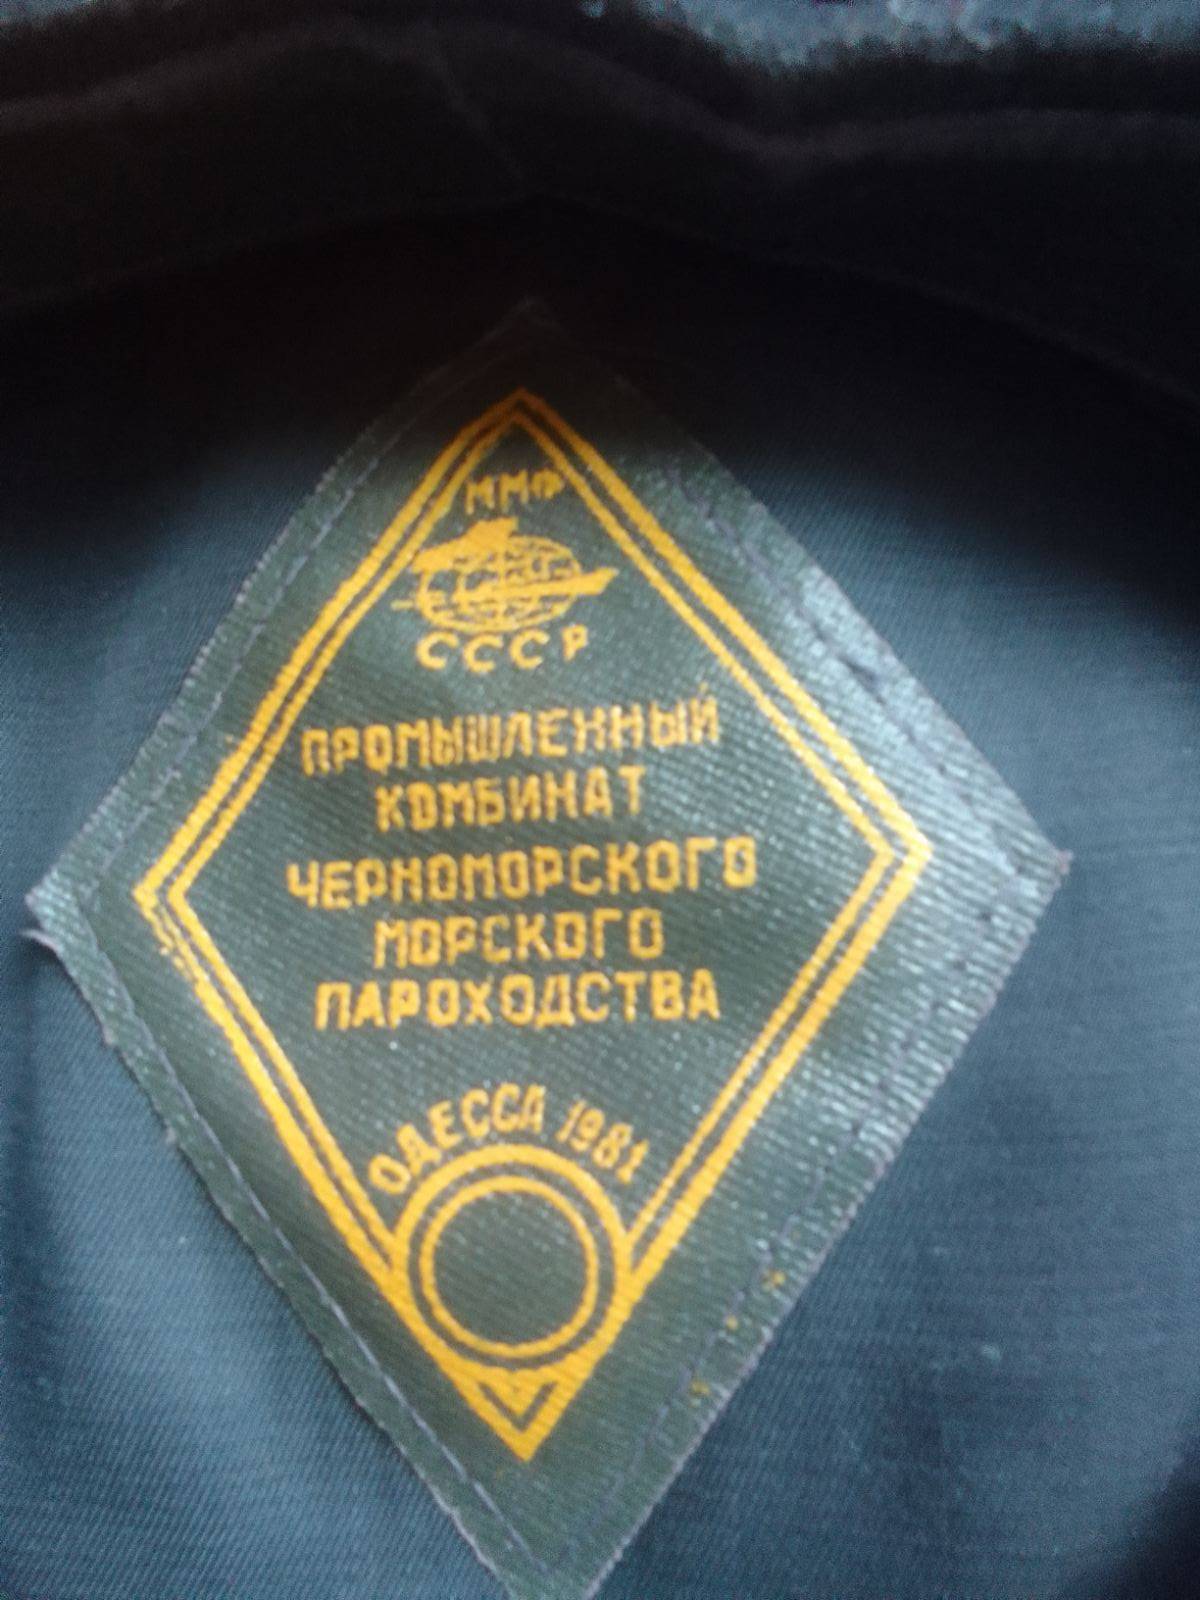 ММФ
СССР
ПРОМЫШЛЕННЫЙ
КОМБИНАТ
ЧЕРНОМОРСКОГО
МОРСКОГО
ПАРОХОДСТВА
ОДЕССА 1981